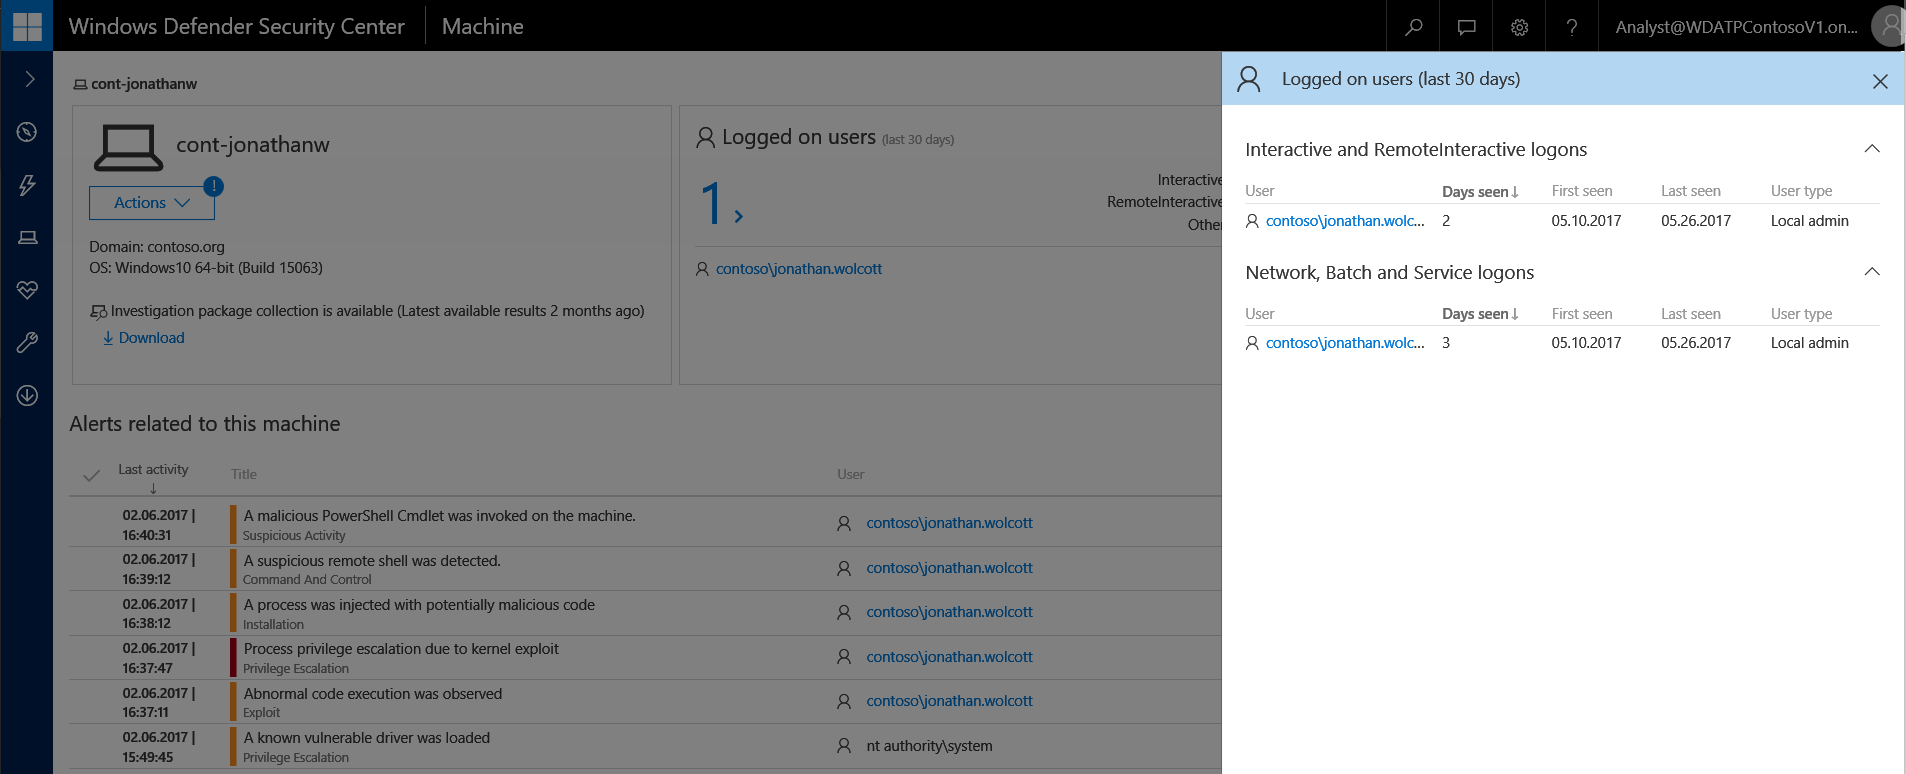 Windows Defender Security Center | Machine
Analyst@WDATPContosoV1.on...
cont-jonathanw
cont-jonathanw
!
Actions
Domain: contoso.org
OS: Windows10 64-bit (Build 15063)
Investigation package collection is available (Latest available results 2 months ago)
Download
Logged on users (last 30 days)
1
Interactive
RemoteInteractive
Other
contoso\jonathan.wolcott
Alerts related to this machine
Last activity Title User
02.06.2017 | A malicious PowerShell Cmdlet was invoked on the machine. contoso\jonathan.wolcott
16:40:31 Suspicious Activity
02.06.2017 | A suspicious remote shell was detected. contoso\jonathan.wolcott
16:39:12 Command And Control
02.06.2017 | A process was injected with potentially malicious code contoso\jonathan.wolcott
16:38:12 Installation
02.06.2017 | Process privilege escalation due to kernel exploit contoso\jonathan.wolcott
16:37:47 Privilege Escalation
02.06.2017 | Abnormal code execution was observed contoso\jonathan.wolcott
16:37:11 Exploit
02.06.2017 | A known vulnerable driver was loaded nt authority\system
15:49:45 Privilege Escalation
Logged on users (last 30 days)
Interactive and RemoteInteractive logons
User Days seen First seen Last seen User type
contoso\jonathan.wolc... 2 05.10.2017 05.26.2017 Local admin
Network, Batch and Service logons
User Days seen First seen Last seen User type
contoso\jonathan.wolc... 3 05.10.2017 05.26.2017 Local admin